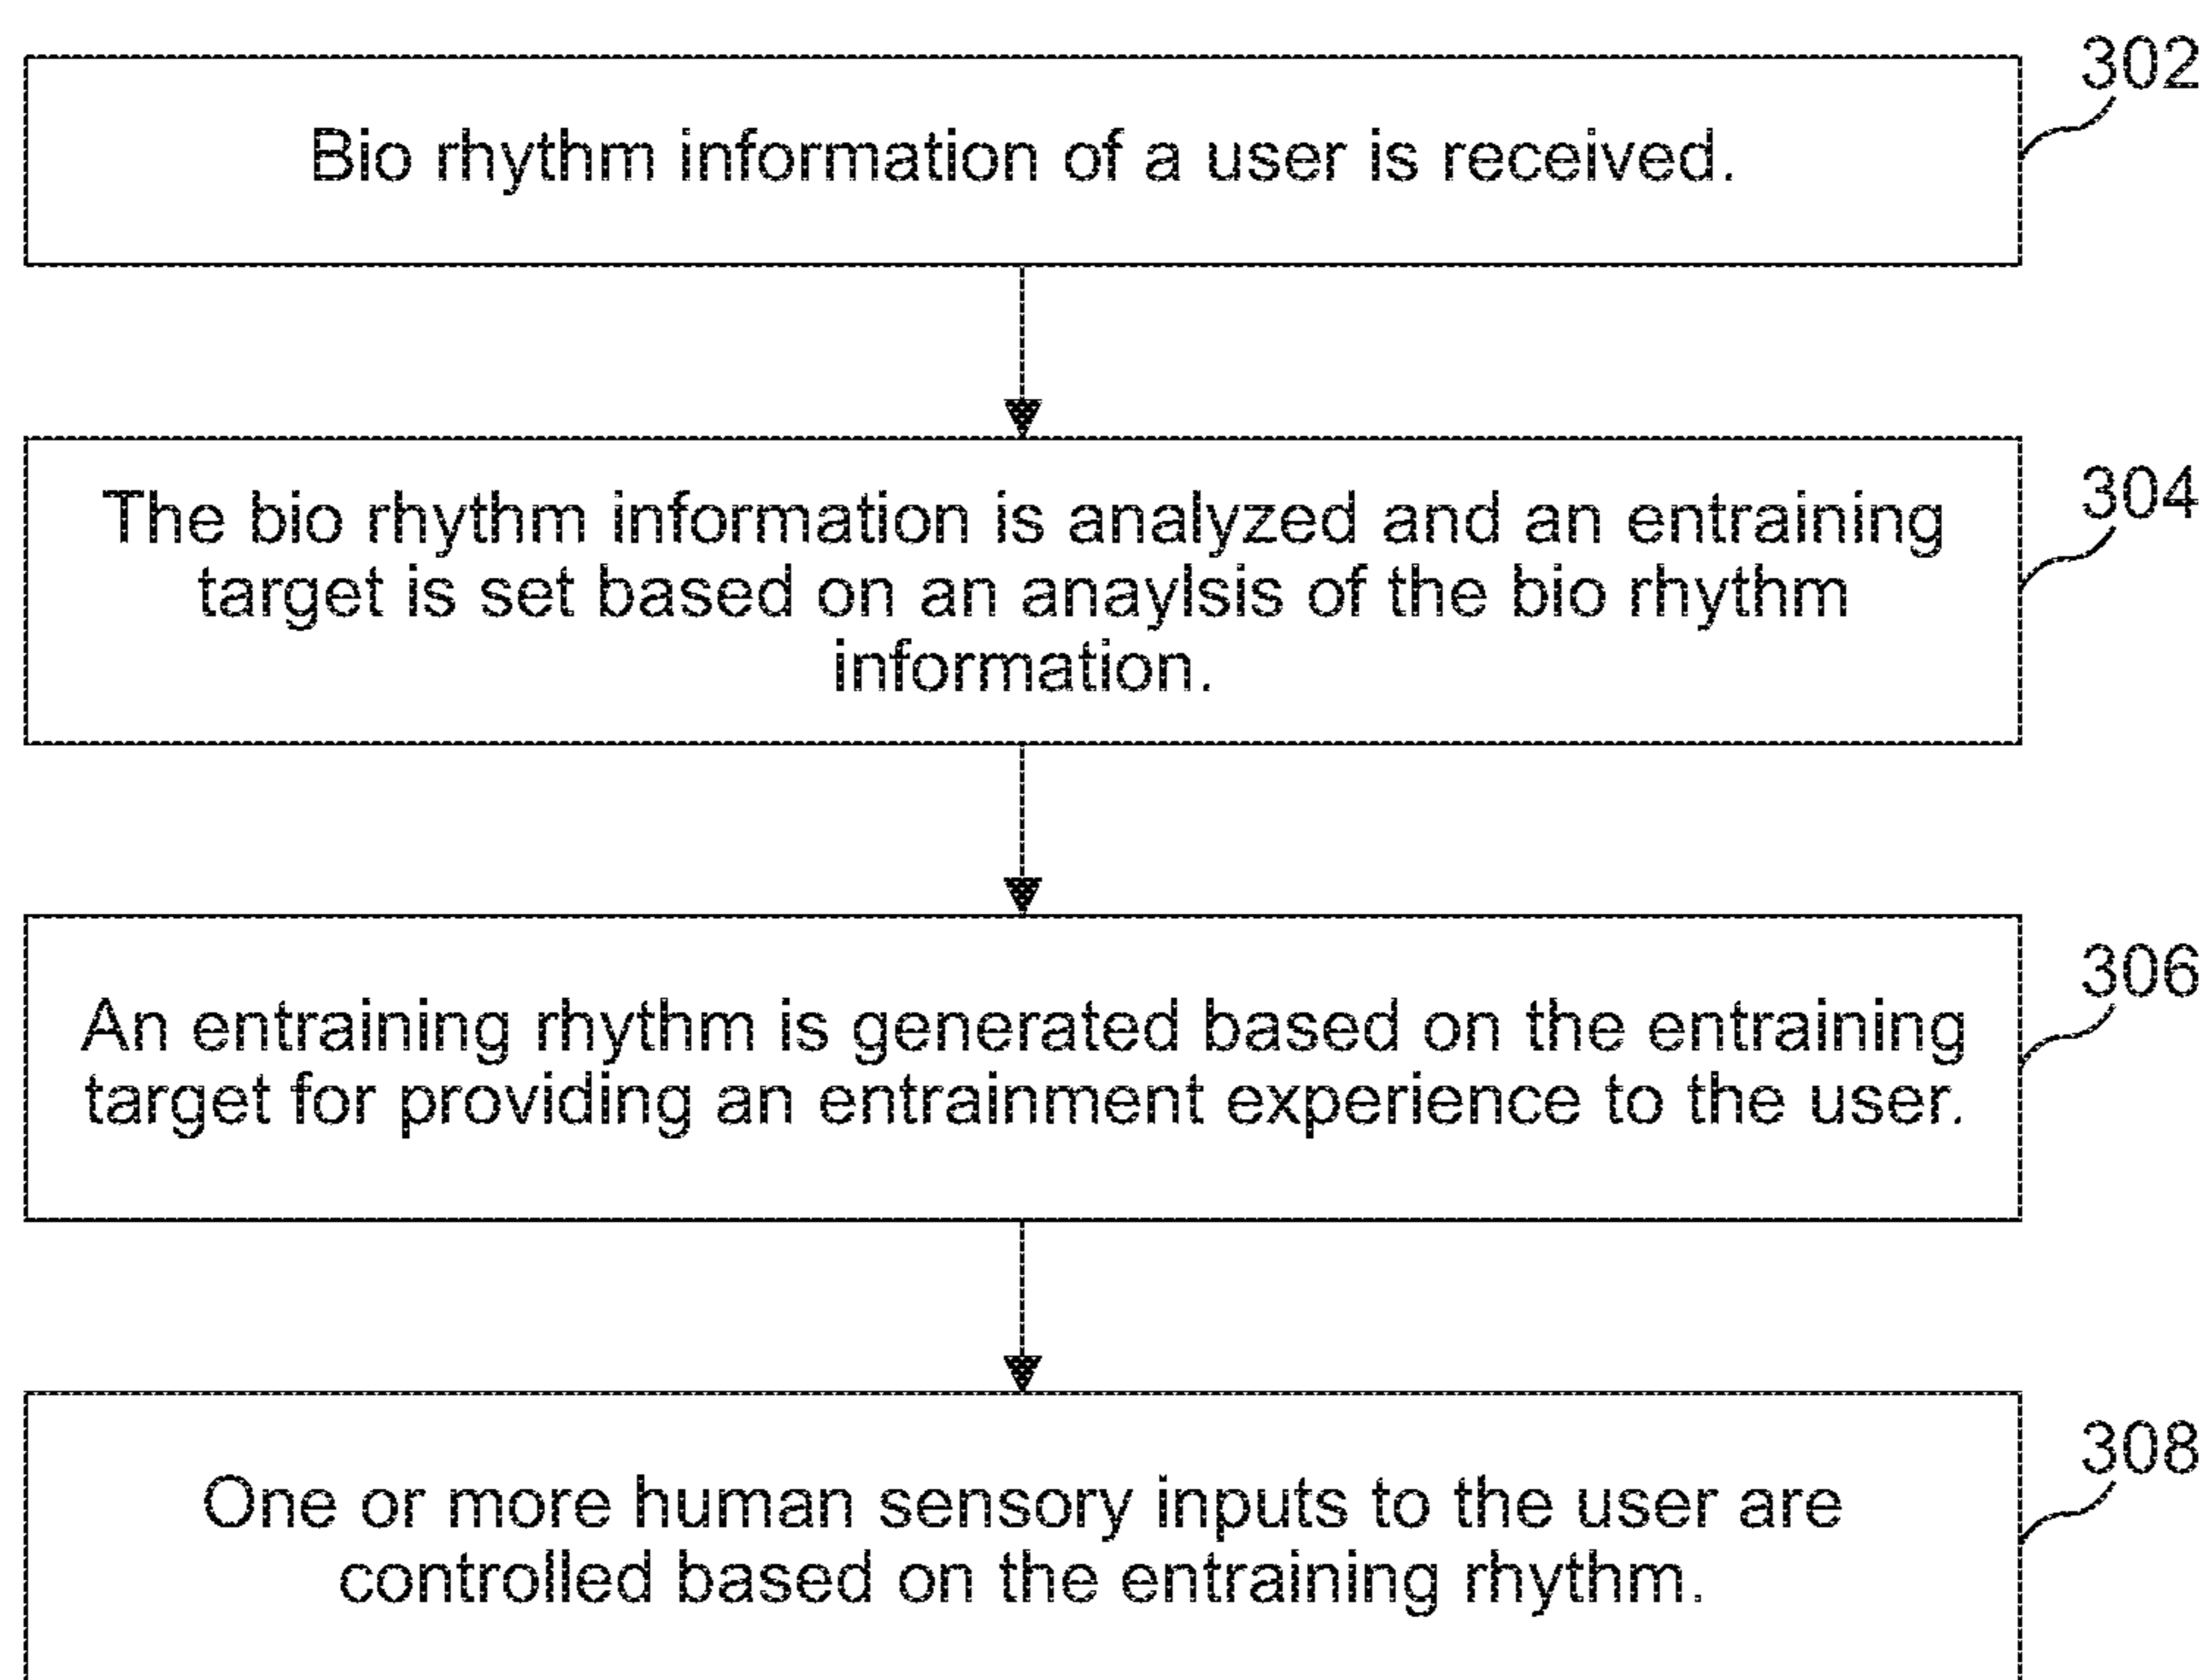 302
Bio rhythm information of a user is received.
304
The bio rhythm information is analyzed and an entraining
target is set based on an anaylsis of the bio rhythm
information.
306
An entraining rhythm is generated based on the entraining
target for providing an entrainment experience to the user.
308
One or more human sensory inputs to the user are
controlled based on the entraining rhythm.